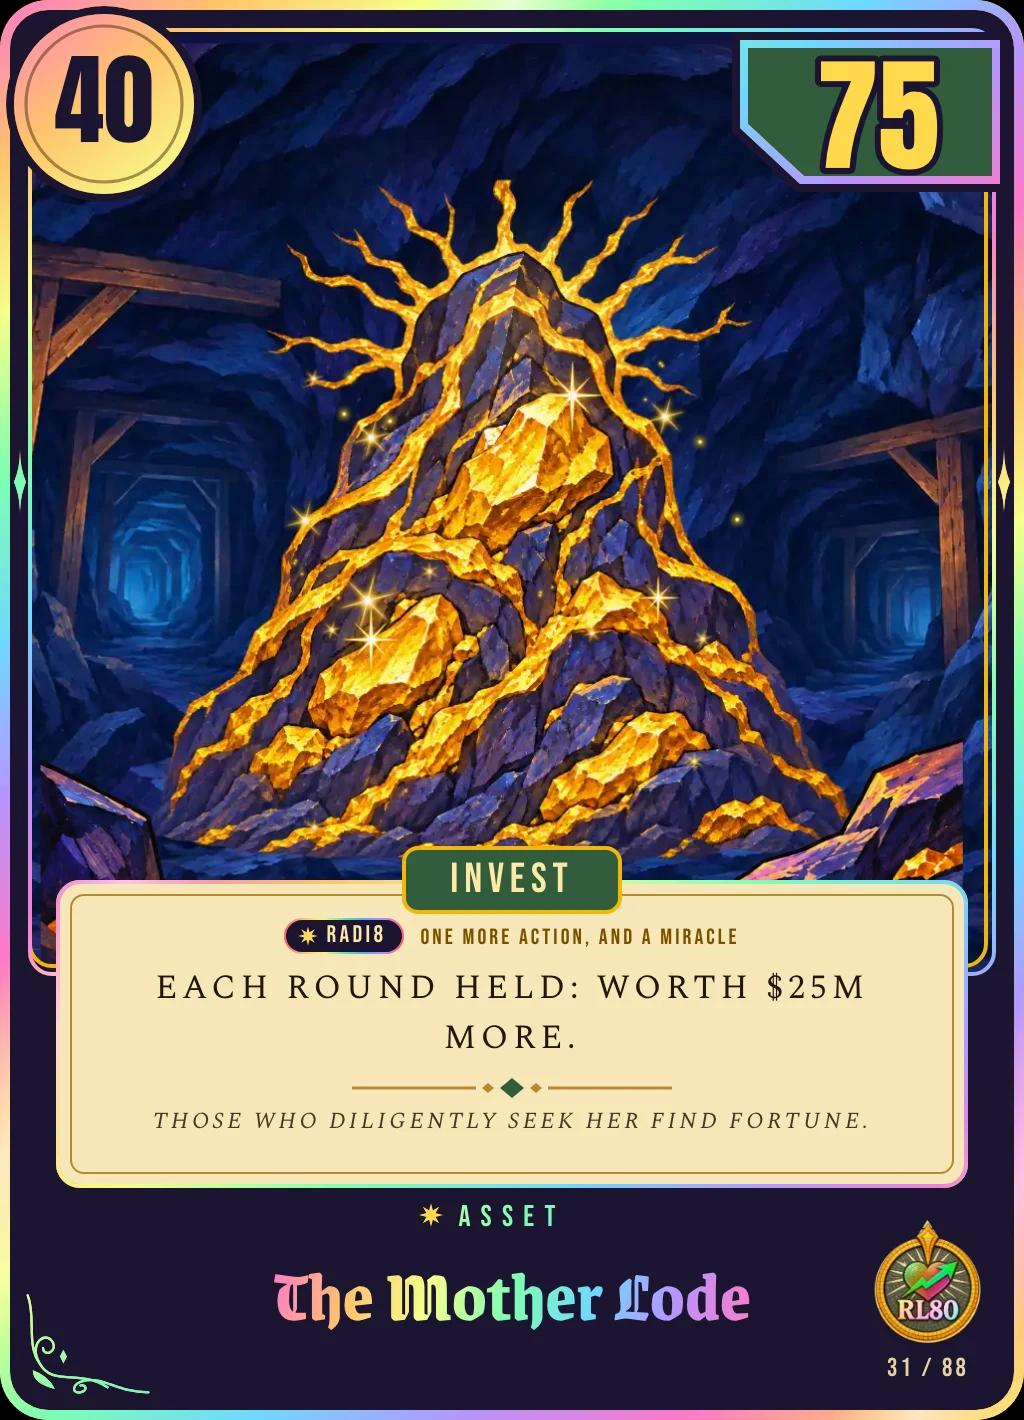 40
75
INVEST
RADI8 ONE MORE ACTION, AND A MIRACLE
EACH ROUND HELD: WORTH $25M
MORE.
THOSE WHO DILIGENTLY SEEK HER FIND FORTUNE.
ASSET
The Mother Lode
RL80
31 / 88